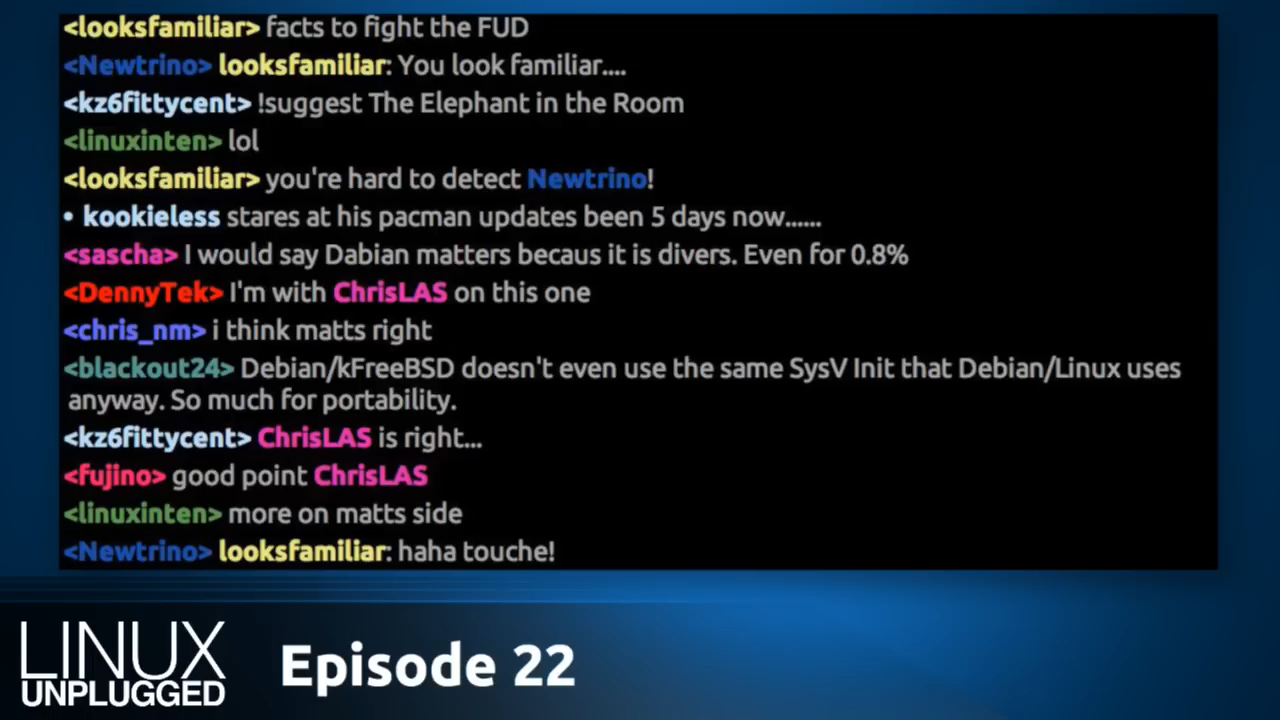 <looksfamiliar> facts to fight the FUD
<Newtrino> looksfamiliar: You look familiar....
<kz6fittycent> !suggest The Elephant in the Room
<linuxinten> lol
<looksfamiliar> you're hard to detect Newtrino!
• kookieless stares at his pacman updates been 5 days now......
<sascha> I would say Dabian matters becaus it is divers. Even for 0.8%
<DennyTek> I'm with ChrisLAS on this one
<chris_nm> i think matts right
<blackout24> Debian/kFreeBSD doesn't even use the same SysV Init that Debian/Linux uses
anyway. So much for portability.
<kz6fittycent> ChrisLAS is right...
<fujino> good point ChrisLAS
<linuxinten> more on matts side
<Newtrino> looksfamiliar: haha touche!
LINUX
UNPLUGGED
Episode 22